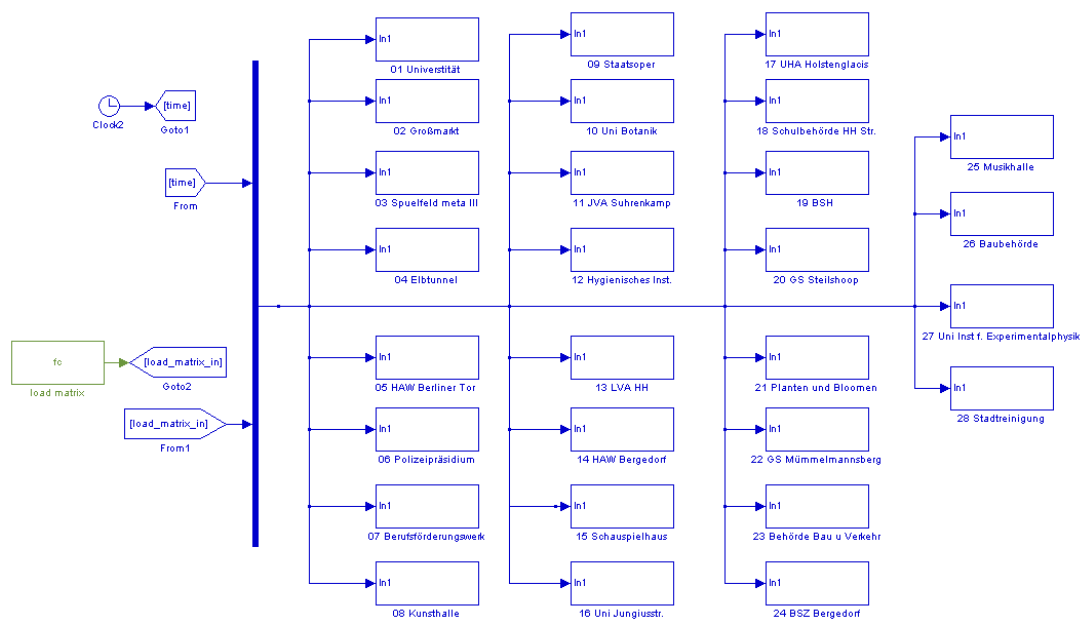 Clock2
[time]
Goto1
[time]
From
fc
load matrix
[load_matrix_in]
Goto2
[load_matrix_in]
From1
In1
01 Universtität
In1
02 Großmarkt
In1
03 Spuelfeld meta III
In1
04 Elbtunnel
In1
05 HAW Berliner Tor
In1
06 Polizeipräsidium
In1
07 Berufsförderungswerk
In1
08 Kunsthalle
In1
09 Staatsoper
In1
10 Uni Botanik
In1
11 JVA Suhrenkamp
In1
12 Hygienisches Inst.
In1
13 LVA HH
In1
14 HAW Bergedorf
In1
15 Schauspielhaus
In1
16 Uni Jungiusstr.
In1
17 UHA Holstenglacis
In1
18 Schulbehörde HH Str.
In1
19 BSH
In1
20 GS Steilshoop
In1
21 Planten und Bloomen
In1
22 GS Mümmelmannsberg
In1
23 Behörde Bau u Verkehr
In1
24 BSZ Bergedorf
In1
25 Musikhalle
In1
26 Baubehörde
In1
27 Uni Inst f. Experimentalphysik
In1
28 Stadtreinigung